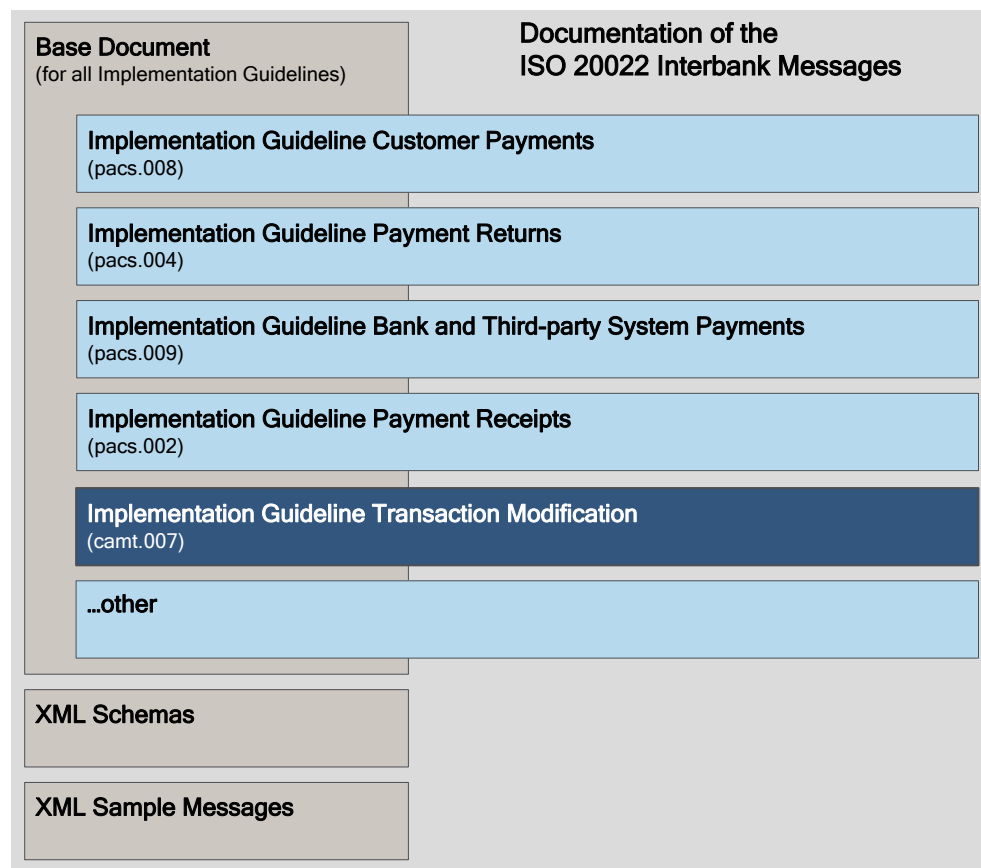 Base Document
(for all Implementation Guidelines)
Documentation of the
ISO 20022 Interbank Messages
Implementation Guideline Customer Payments
(pacs.008)
Implementation Guideline Payment Returns
(pacs.004)
Implementation Guideline Bank and Third-party System Payments
(pacs.009)
Implementation Guideline Payment Receipts
(pacs.002)
Implementation Guideline Transaction Modification
(camt.007)
...other
XML Schemas
XML Sample Messages